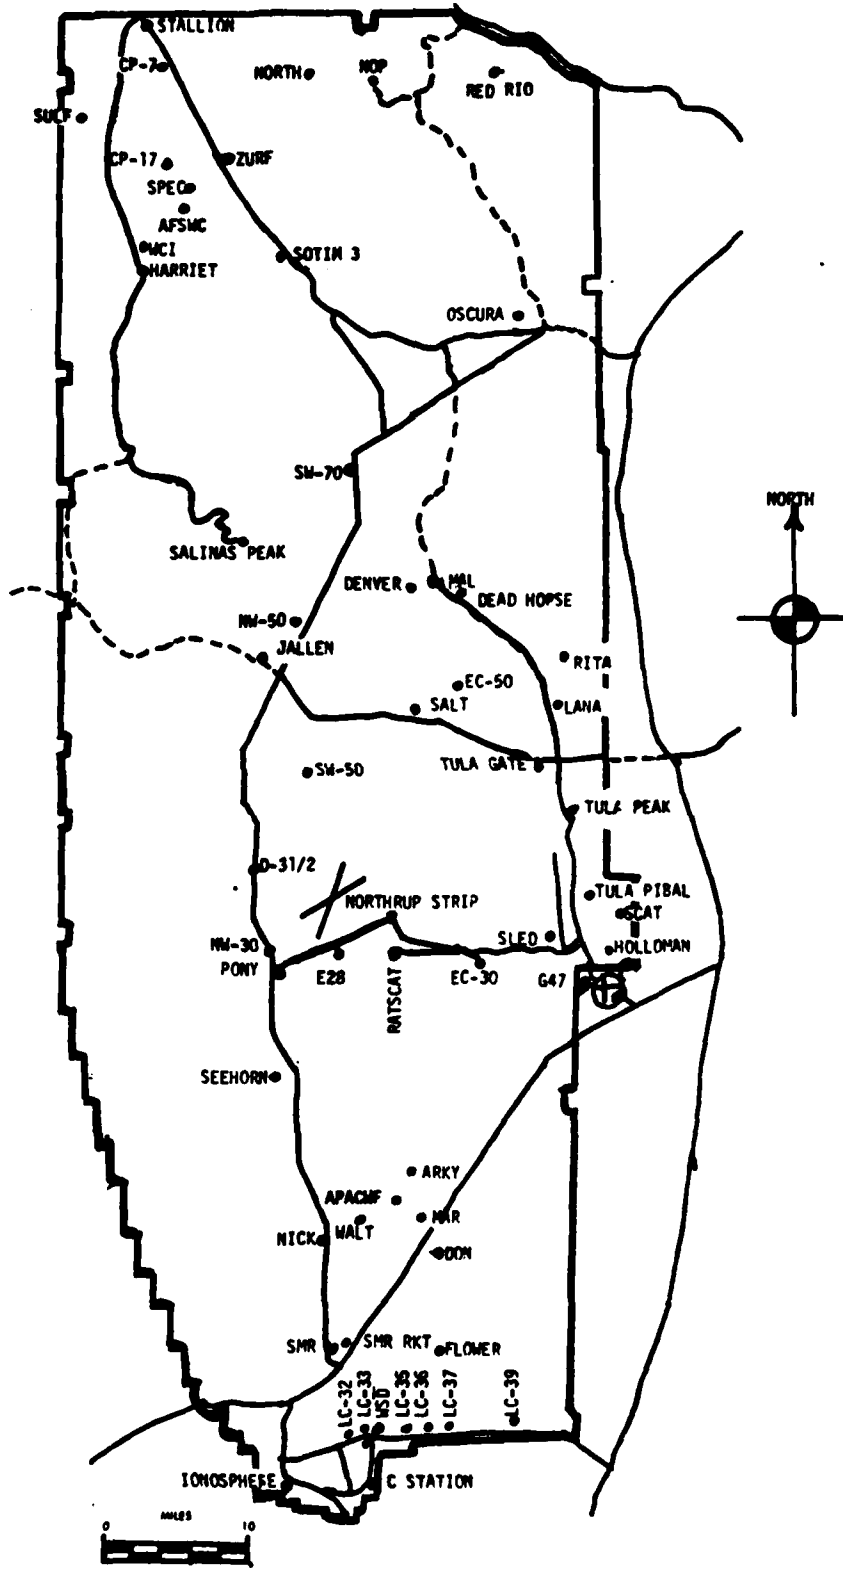 STALLION
CP-7
NORTH
NOP
RED RIO
SULF
CP-17
ZURF
SPEC
AFSWC
WCI
HARRIET
SOTIM 3
OSCURA
SW-70
NORTH
SALINAS PEAK
DENVER
MAL
DEAD HORSE
NW-50
JALLEN
RITA
EC-50
SALT
LANA
TULA GATE
SW-50
TULA PEAK
D-31/2
NORTHRUP STRIP
TULA PIBAL
SCAT
SLED
HOLLOMAN
NW-30
PONY
E28
RATSCAT
EC-30
G47
SEEHORN
ARKY
MAR
WALT
NICK
DON
SMR
SMR RKT
FLOWER
LC-32
LC-33
WSD
LC-35
LC-36
LC-37
LC-39
IONOSPHERE
C STATION
0 MILES 10